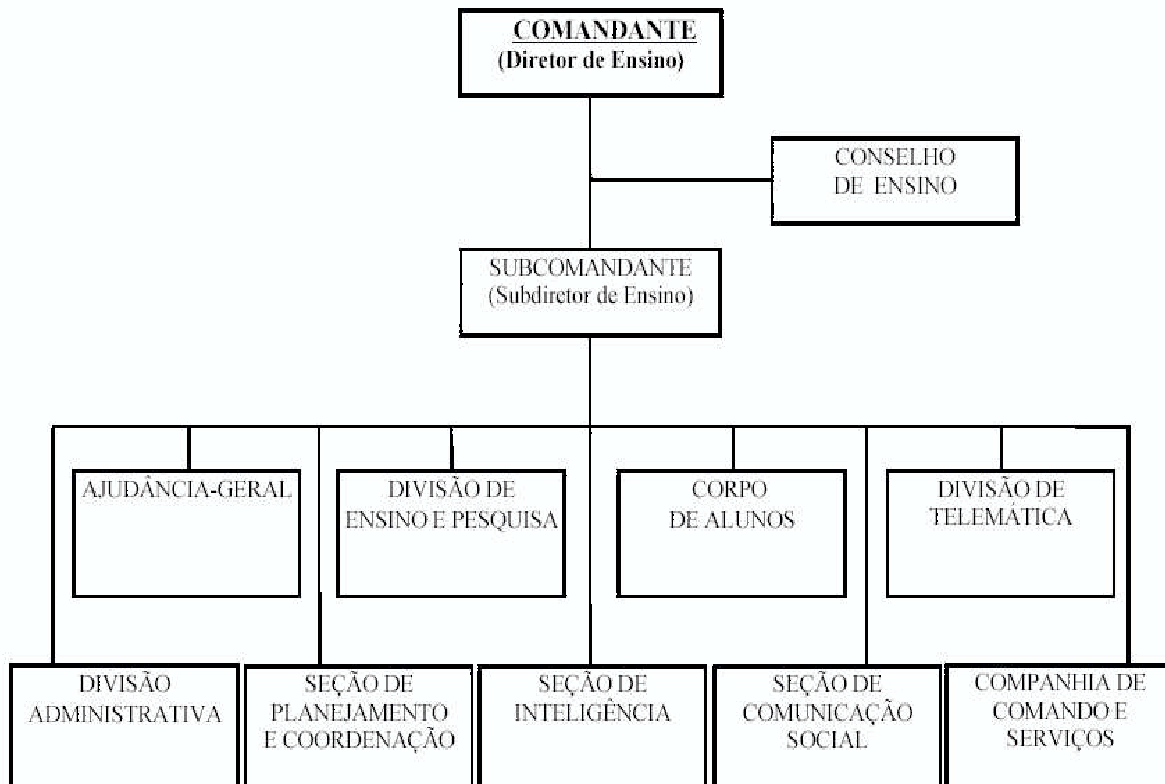 COMANDANTE
(Diretor de Ensino)
CONSELHO
DE ENSINO
SUBCOMANDANTE
(Subdiretor de Ensino)
AJUDÂNCIA-GERAL
DIVISÃO DE
ENSINO E PESQUISA
CORPO
DE ALUNOS
DIVISÃO DE
TELEMÁTICA
DIVISÃO
ADMINISTRATIVA
SEÇÃO DE
PLANEJAMENTO
E COORDENAÇÃO
SEÇÃO DE
INTELIGÊNCIA
SEÇÃO DE
COMUNICAÇÃO
SOCIAL
COMPANHIA DE
COMANDO E
SERVIÇOS